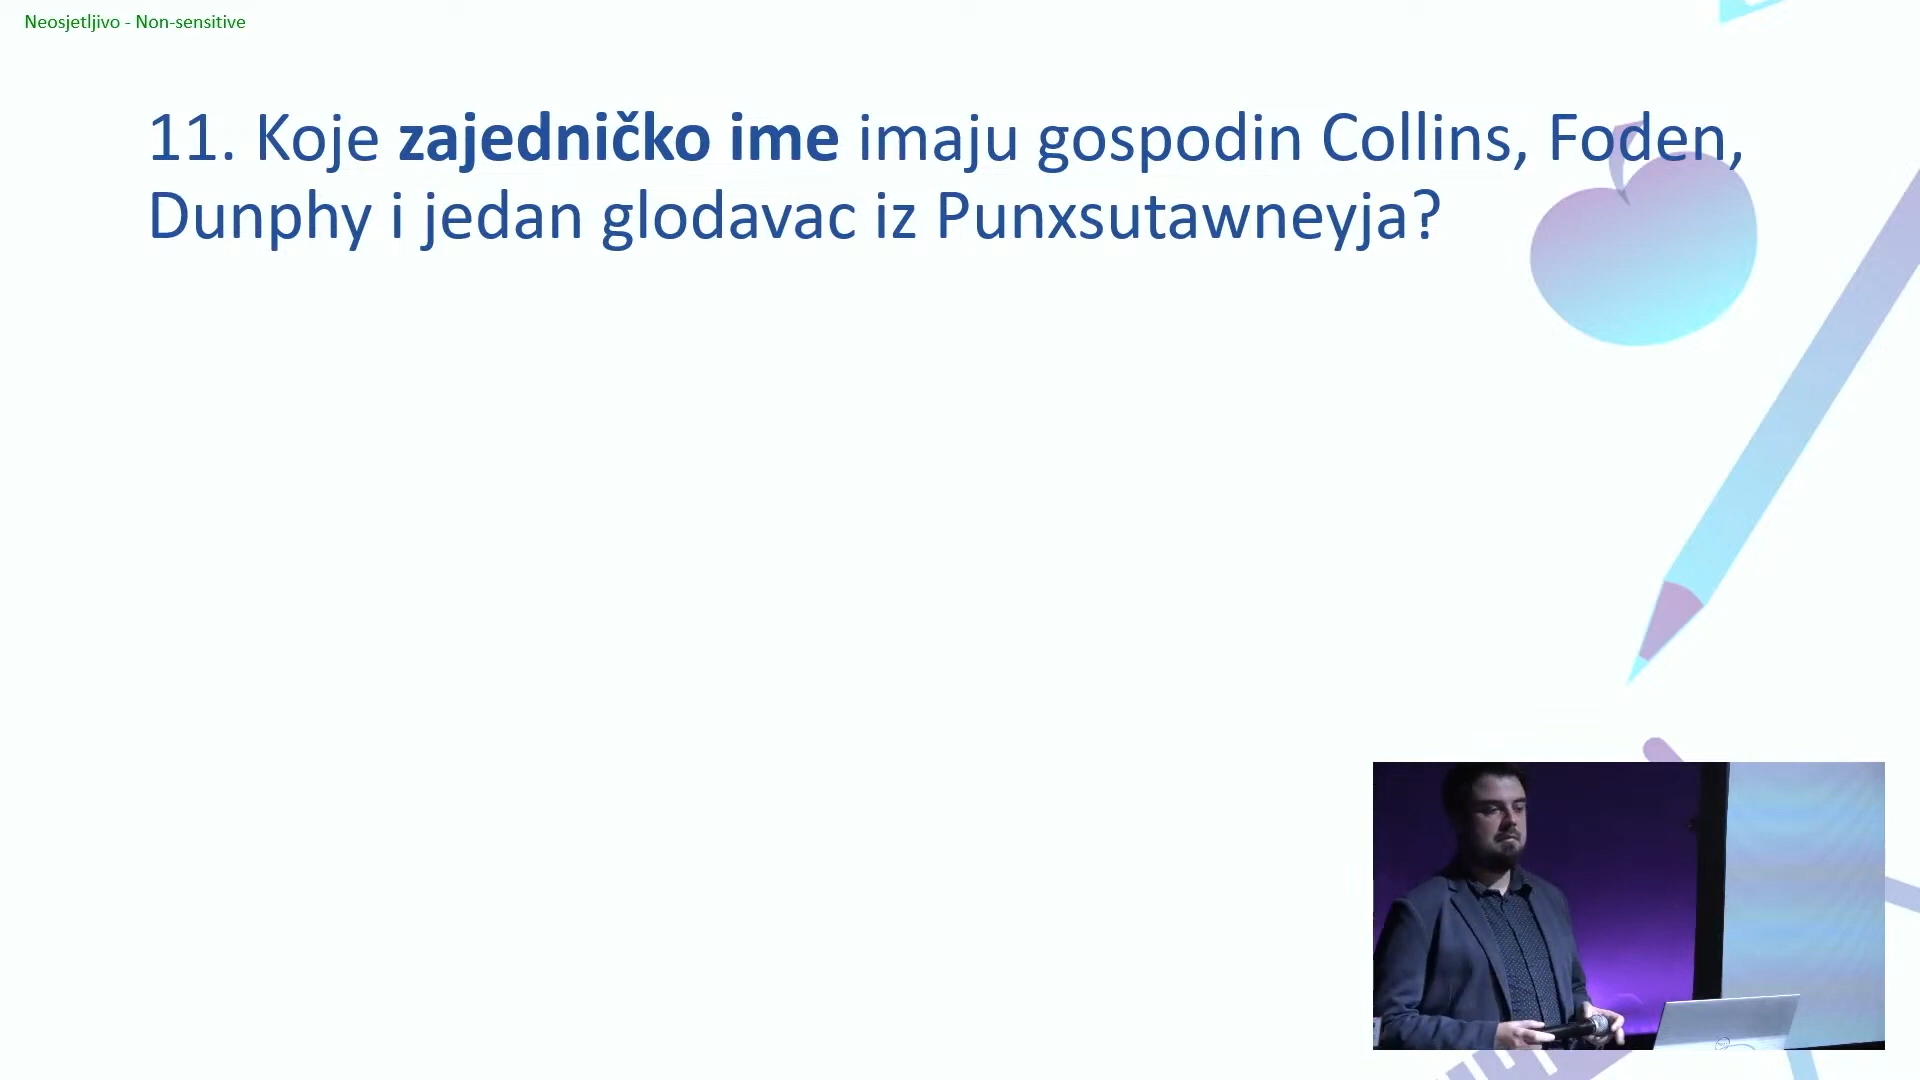 Neosjetljivo - Non-sensitive
11. Koje zajedničko ime imaju gospodin Collins, Foden,
Dunphy i jedan glodavac iz Punxsutawneyja?